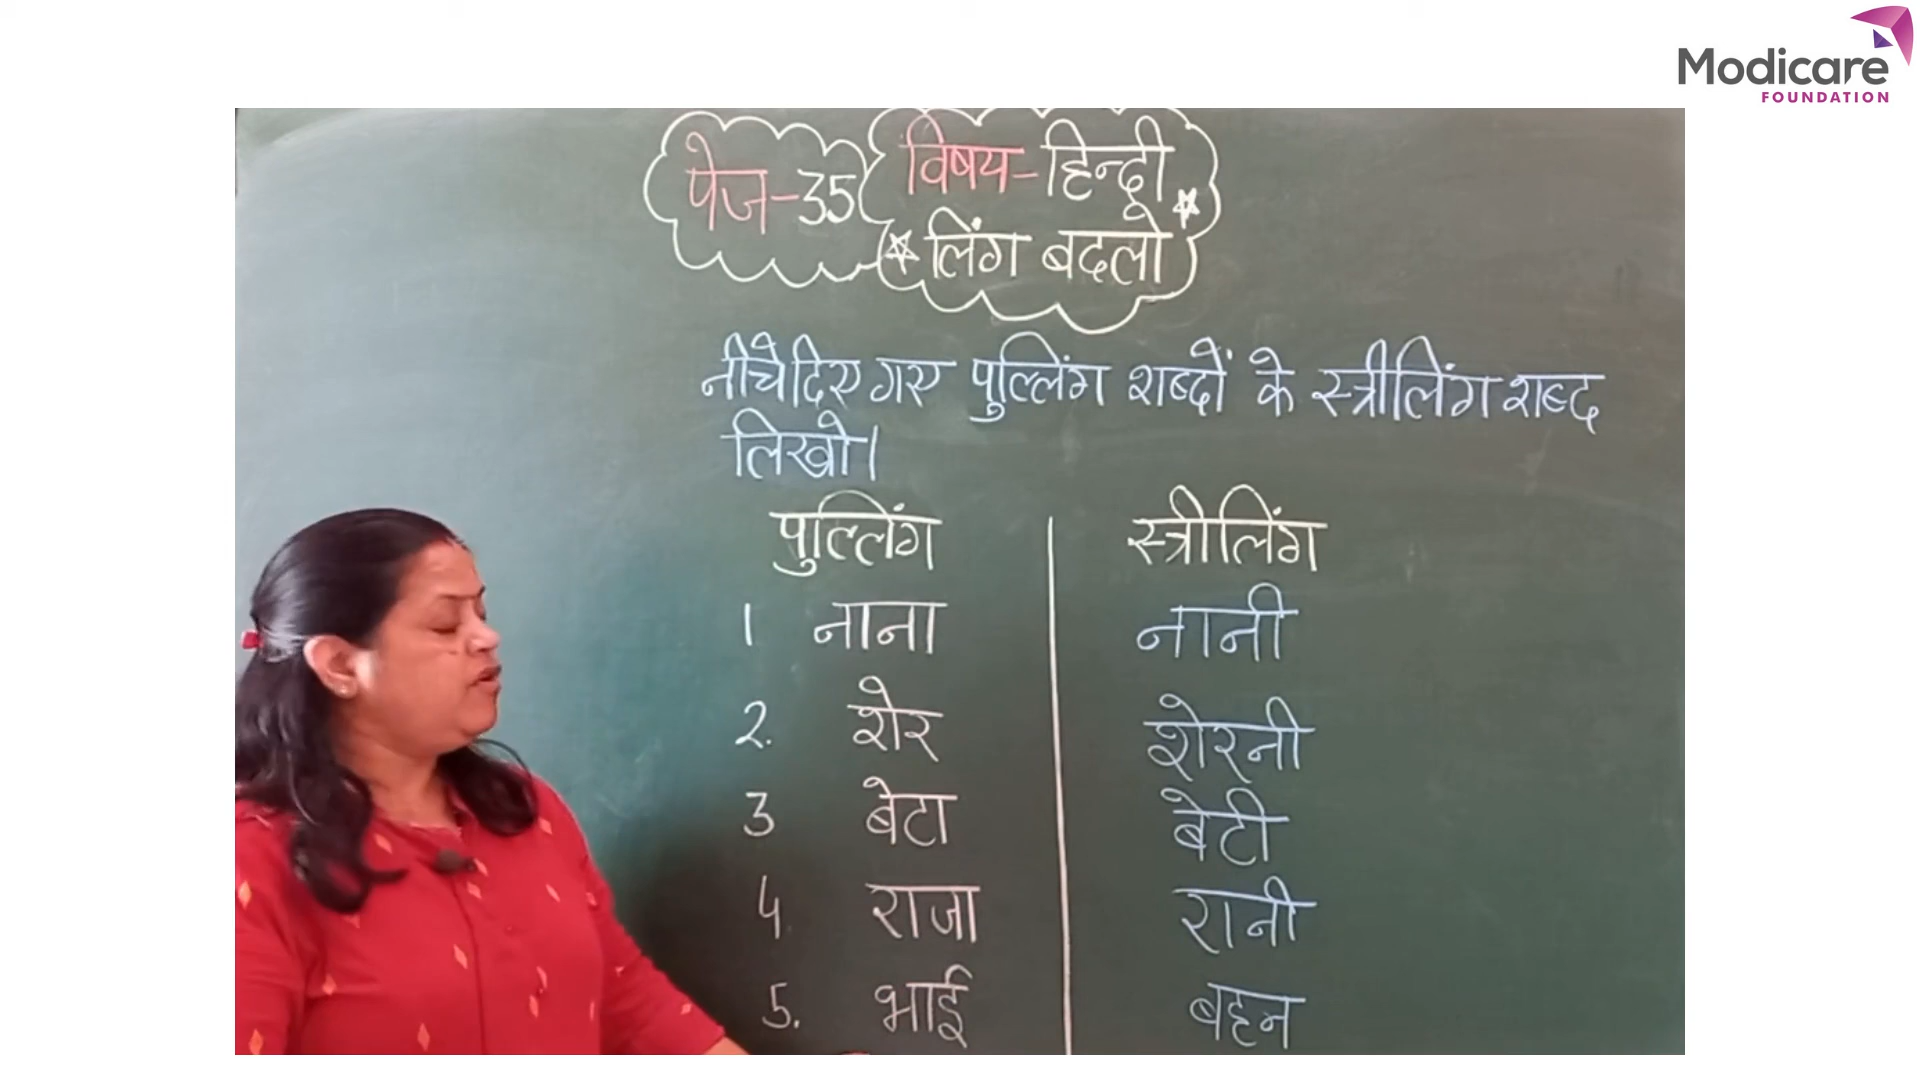 Modicare
FOUNDATION
पेज-35
विषय-हिन्दी
लिंग बदलो
नीचे दिए गए पुल्लिंग शब्दों के स्त्रीलिंग शब्द
लिखो।
पुल्लिंग स्त्रीलिंग
1 नाना नानी
2. शेर शेरनी
3 बेटा बेटी
4. राजा रानी
5. भाई बहन